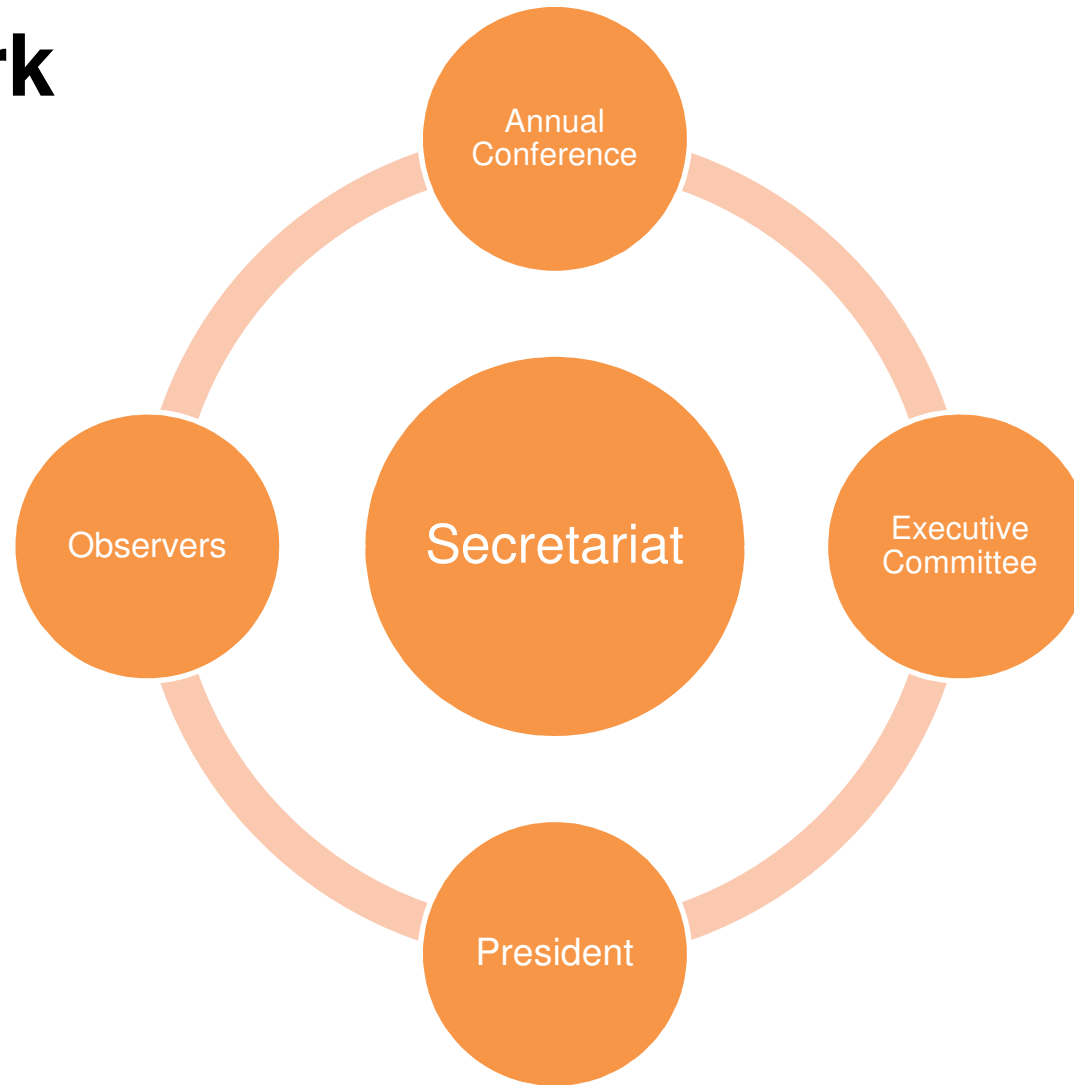 rk
Annual
Conference
Observers
Secretariat
Executive
Committee
President